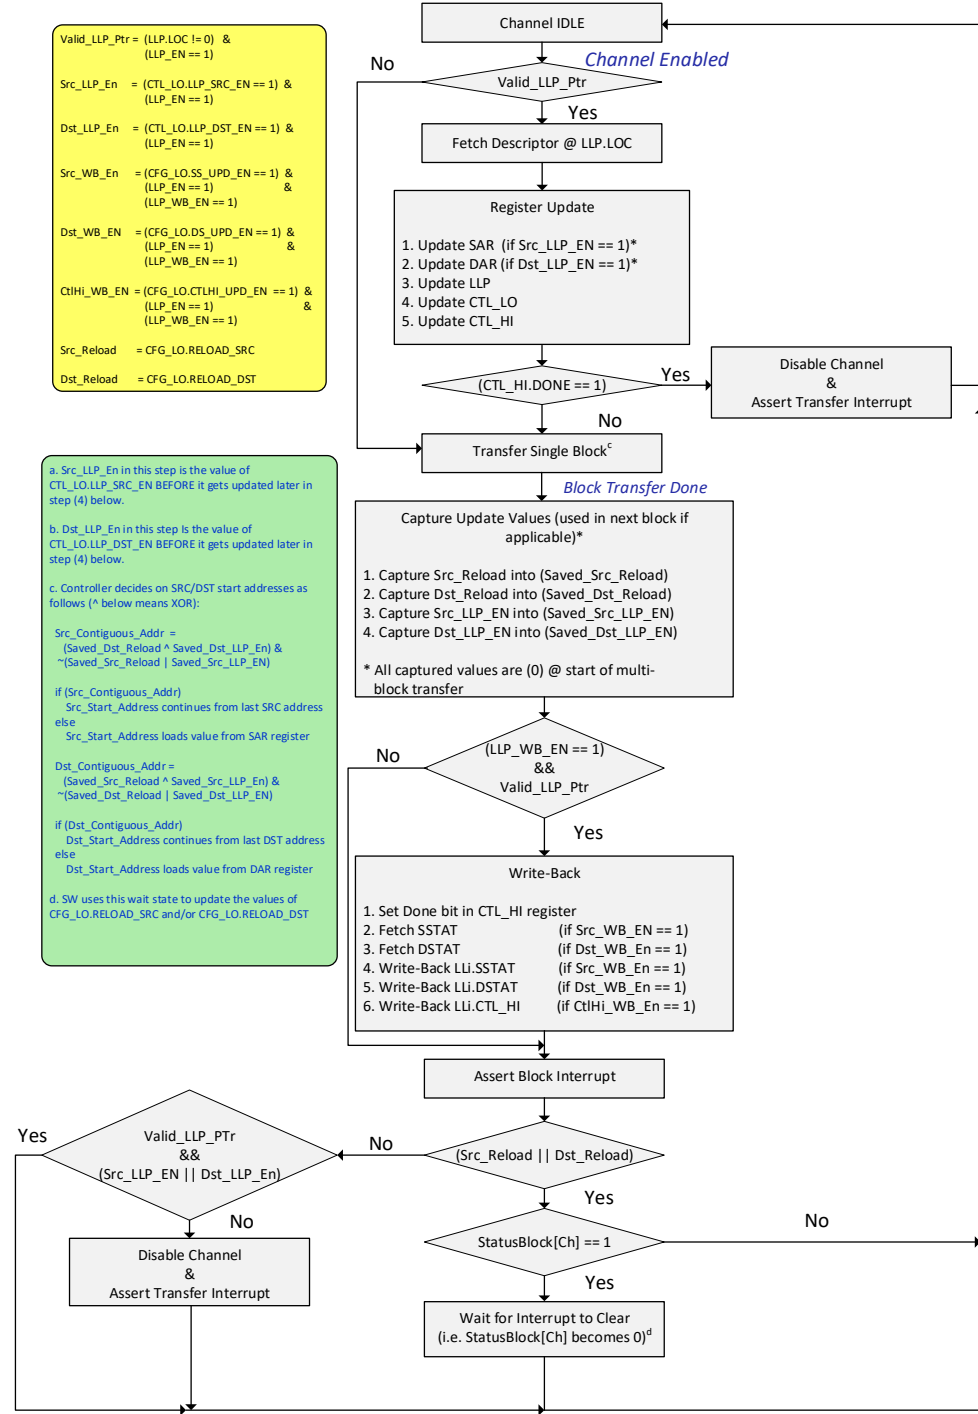 Channel IDLE
Channel Enabled
No
Valid_LLP_Ptr
Yes
Fetch Descriptor @ LLP.LOC
Register Update
1. Update SAR (if Src_LLP_EN == 1)*
2. Update DAR (if Dst_LLP_EN == 1)*
3. Update LLP
4. Update CTL_LO
5. Update CTL_HI
(CTL_HI.DONE == 1)
Yes
Disable Channel
&
Assert Transfer Interrupt
No
Transfer Single Blockᶜ
Block Transfer Done
Capture Update Values (used in next block if
applicable)*
1. Capture Src_Reload into (Saved_Src_Reload)
2. Capture Dst_Reload into (Saved_Dst_Reload)
3. Capture Src_LLP_EN into (Saved_Src_LLP_EN)
4. Capture Dst_LLP_EN into (Saved_Dst_LLP_EN)
* All captured values are (0) @ start of multi-
block transfer
No
(LLP_WB_EN == 1)
&&
Valid_LLP_Ptr
Yes
Write-Back
1. Set Done bit in CTL_HI register
2. Fetch SSTAT (if Src_WB_EN == 1)
3. Fetch DSTAT (if Dst_WB_En == 1)
4. Write-Back LLi.SSTAT (if Src_WB_En == 1)
5. Write-Back LLi.DSTAT (if Dst_WB_En == 1)
6. Write-Back LLi.CTL_HI (if CtlHi_WB_En == 1)
Assert Block Interrupt
(Src_Reload || Dst_Reload)
No
Yes
Valid_LLP_PTr
&&
(Src_LLP_EN || Dst_LLP_En)
Yes
No
Disable Channel
&
Assert Transfer Interrupt
StatusBlock[Ch] == 1
No
Yes
Wait for Interrupt to Clear
(i.e. StatusBlock[Ch] becomes 0)ᵈ
Valid_LLP_Ptr = (LLP.LOC != 0) &
(LLP_EN == 1)
Src_LLP_En = (CTL_LO.LLP_SRC_EN == 1) &
(LLP_EN == 1)
Dst_LLP_En = (CTL_LO.LLP_DST_EN == 1) &
(LLP_EN == 1)
Src_WB_En = (CFG_LO.SS_UPD_EN == 1) &
(LLP_EN == 1) &
(LLP_WB_EN == 1)
Dst_WB_EN = (CFG_LO.DS_UPD_EN == 1) &
(LLP_EN == 1) &
(LLP_WB_EN == 1)
CtlHi_WB_EN = (CFG_LO.CTLHI_UPD_EN == 1) &
(LLP_EN == 1) &
(LLP_WB_EN == 1)
Src_Reload = CFG_LO.RELOAD_SRC
Dst_Reload = CFG_LO.RELOAD_DST
a. Src_LLP_En in this step is the value of
CTL_LO.LLP_SRC_EN BEFORE it gets updated later in
step (4) below.
b. Dst_LLP_En in this step Is the value of
CTL_LO.LLP_DST_EN BEFORE it gets updated later in
step (4) below.
c. Controller decides on SRC/DST start addresses as
follows (^ below means XOR):
Src_Contiguous_Addr =
(Saved_Dst_Reload ^ Saved_Dst_LLP_En) &
~(Saved_Src_Reload | Saved_Src_LLP_EN)
if (Src_Contiguous_Addr)
Src_Start_Address continues from last SRC address
else
Src_Start_Address loads value from SAR register
Dst_Contiguous_Addr =
(Saved_Src_Reload ^ Saved_Src_LLP_En) &
~(Saved_Dst_Reload | Saved_Dst_LLP_EN)
if (Dst_Contiguous_Addr)
Dst_Start_Address continues from last DST address
else
Dst_Start_Address loads value from DAR register
d. SW uses this wait state to update the values of
CFG_LO.RELOAD_SRC and/or CFG_LO.RELOAD_DST